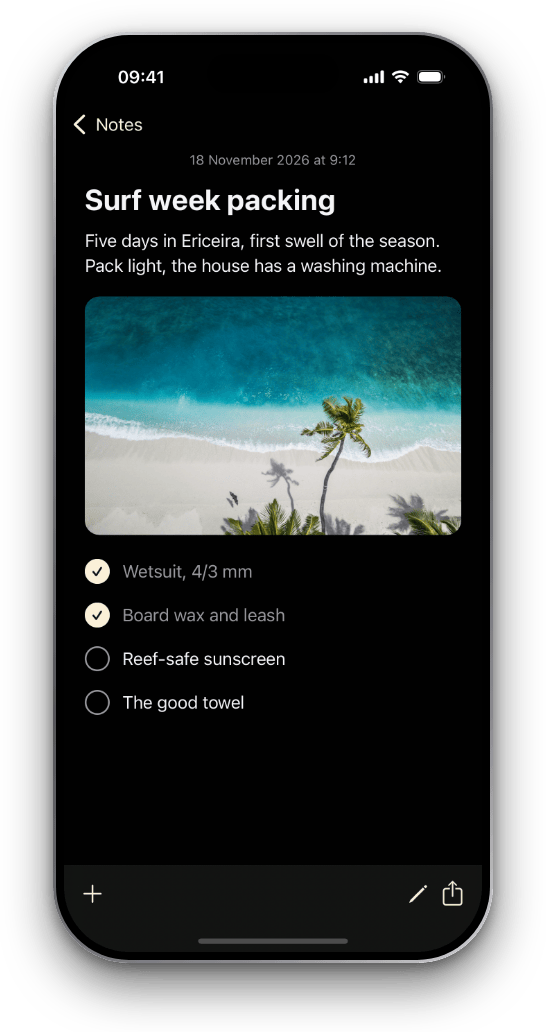 09:41
Notes
18 November 2026 at 9:12
Surf week packing
Five days in Ericeira, first swell of the season.
Pack light, the house has a washing machine.
Wetsuit, 4/3 mm
Board wax and leash
Reef-safe sunscreen
The good towel